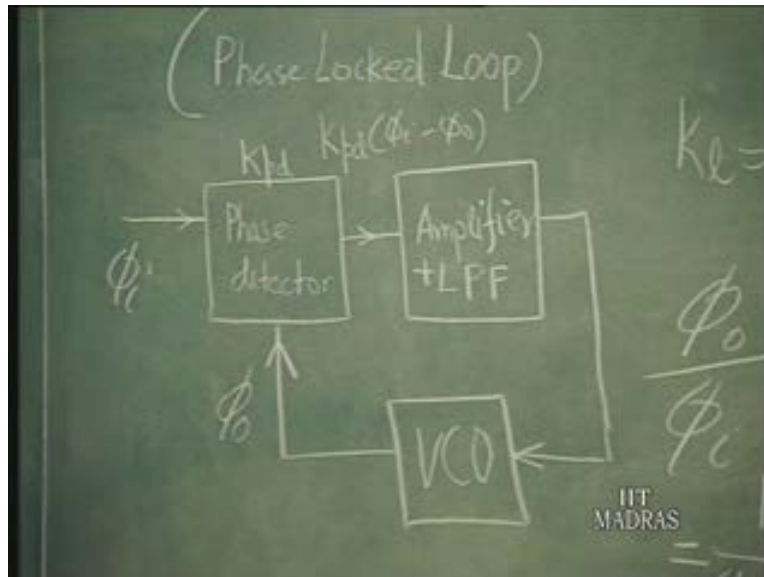 (Phase Locked Loop)
Kpd
Kpd(ϕi-ϕo)
Kℓ=
Phase
detector
Amplifier
+LPF
ϕi
ϕo
ϕo
ϕi
VCO
IIT
MADRAS
=